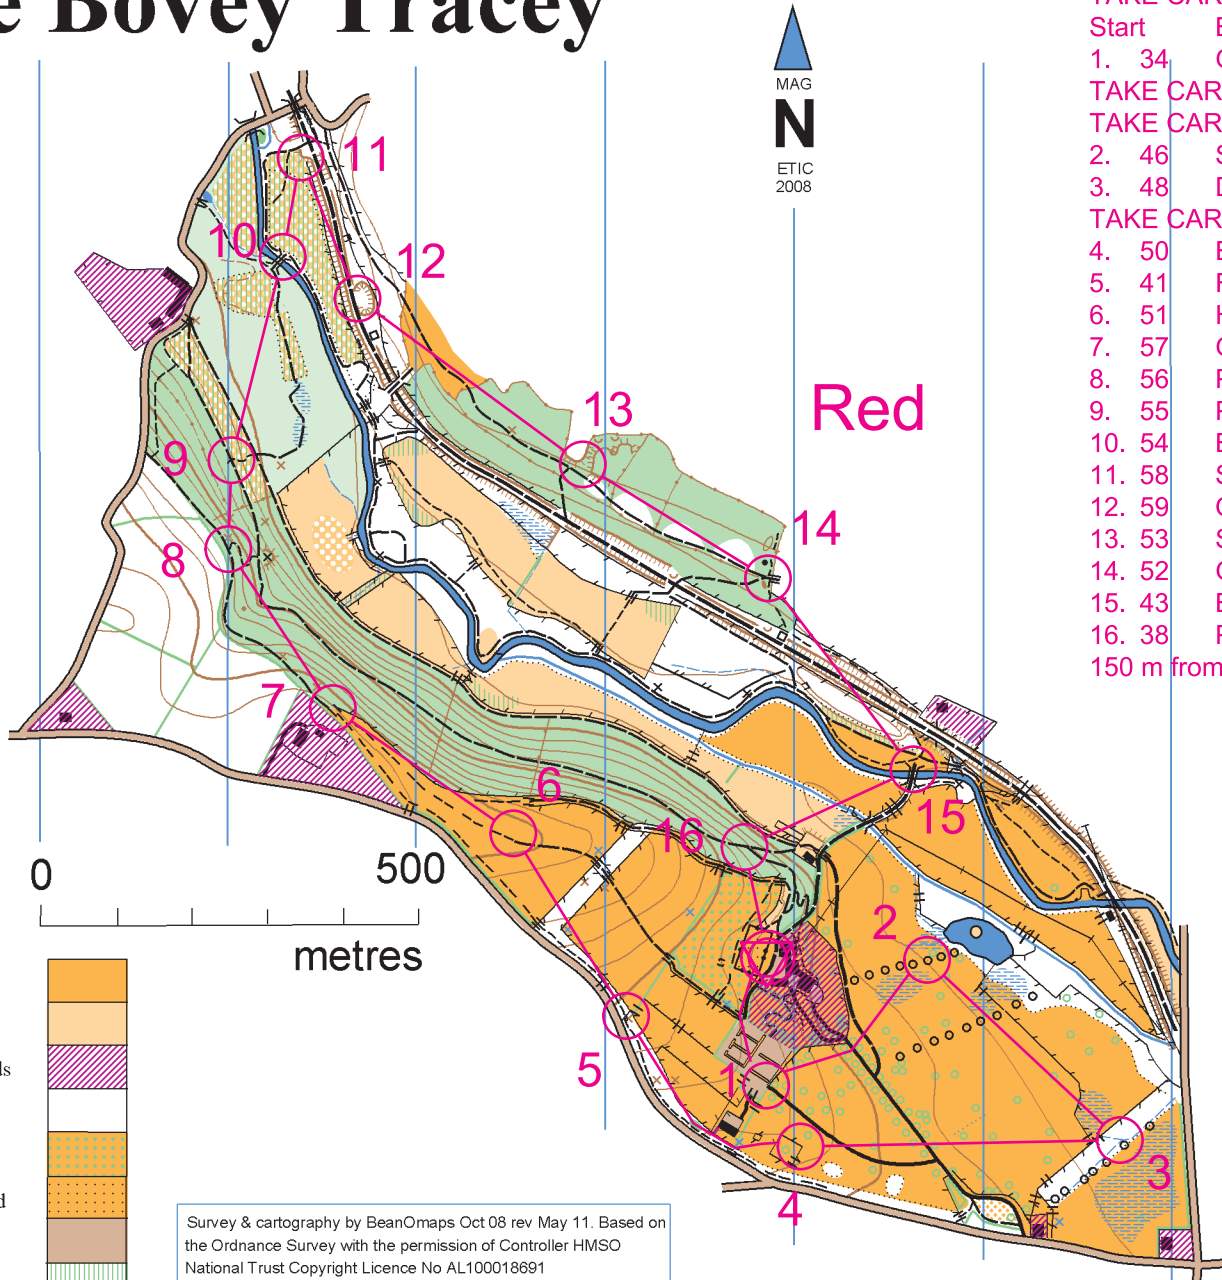 e Bovey Tracey
TAKE CAR
Start
1. 34
TAKE CAR
TAKE CAR
2. 46 S
3. 48
TAKE CAR
4. 50
5. 41
6. 51
7. 57
8. 56
9. 55
10. 54
11. 58 S
12. 59
13. 53 S
14. 52
15. 43
16. 38
150 m from
MAG
N
ETIC
2008
11
10
12
Red
13
9
14
8
7
6
15
16
2
5
1
3
4
0
500
metres
ls
d
Survey & cartography by BeanOmaps Oct 08 rev May 11. Based on
the Ordnance Survey with the permission of Controller HMSO
National Trust Copyright Licence No AL100018691